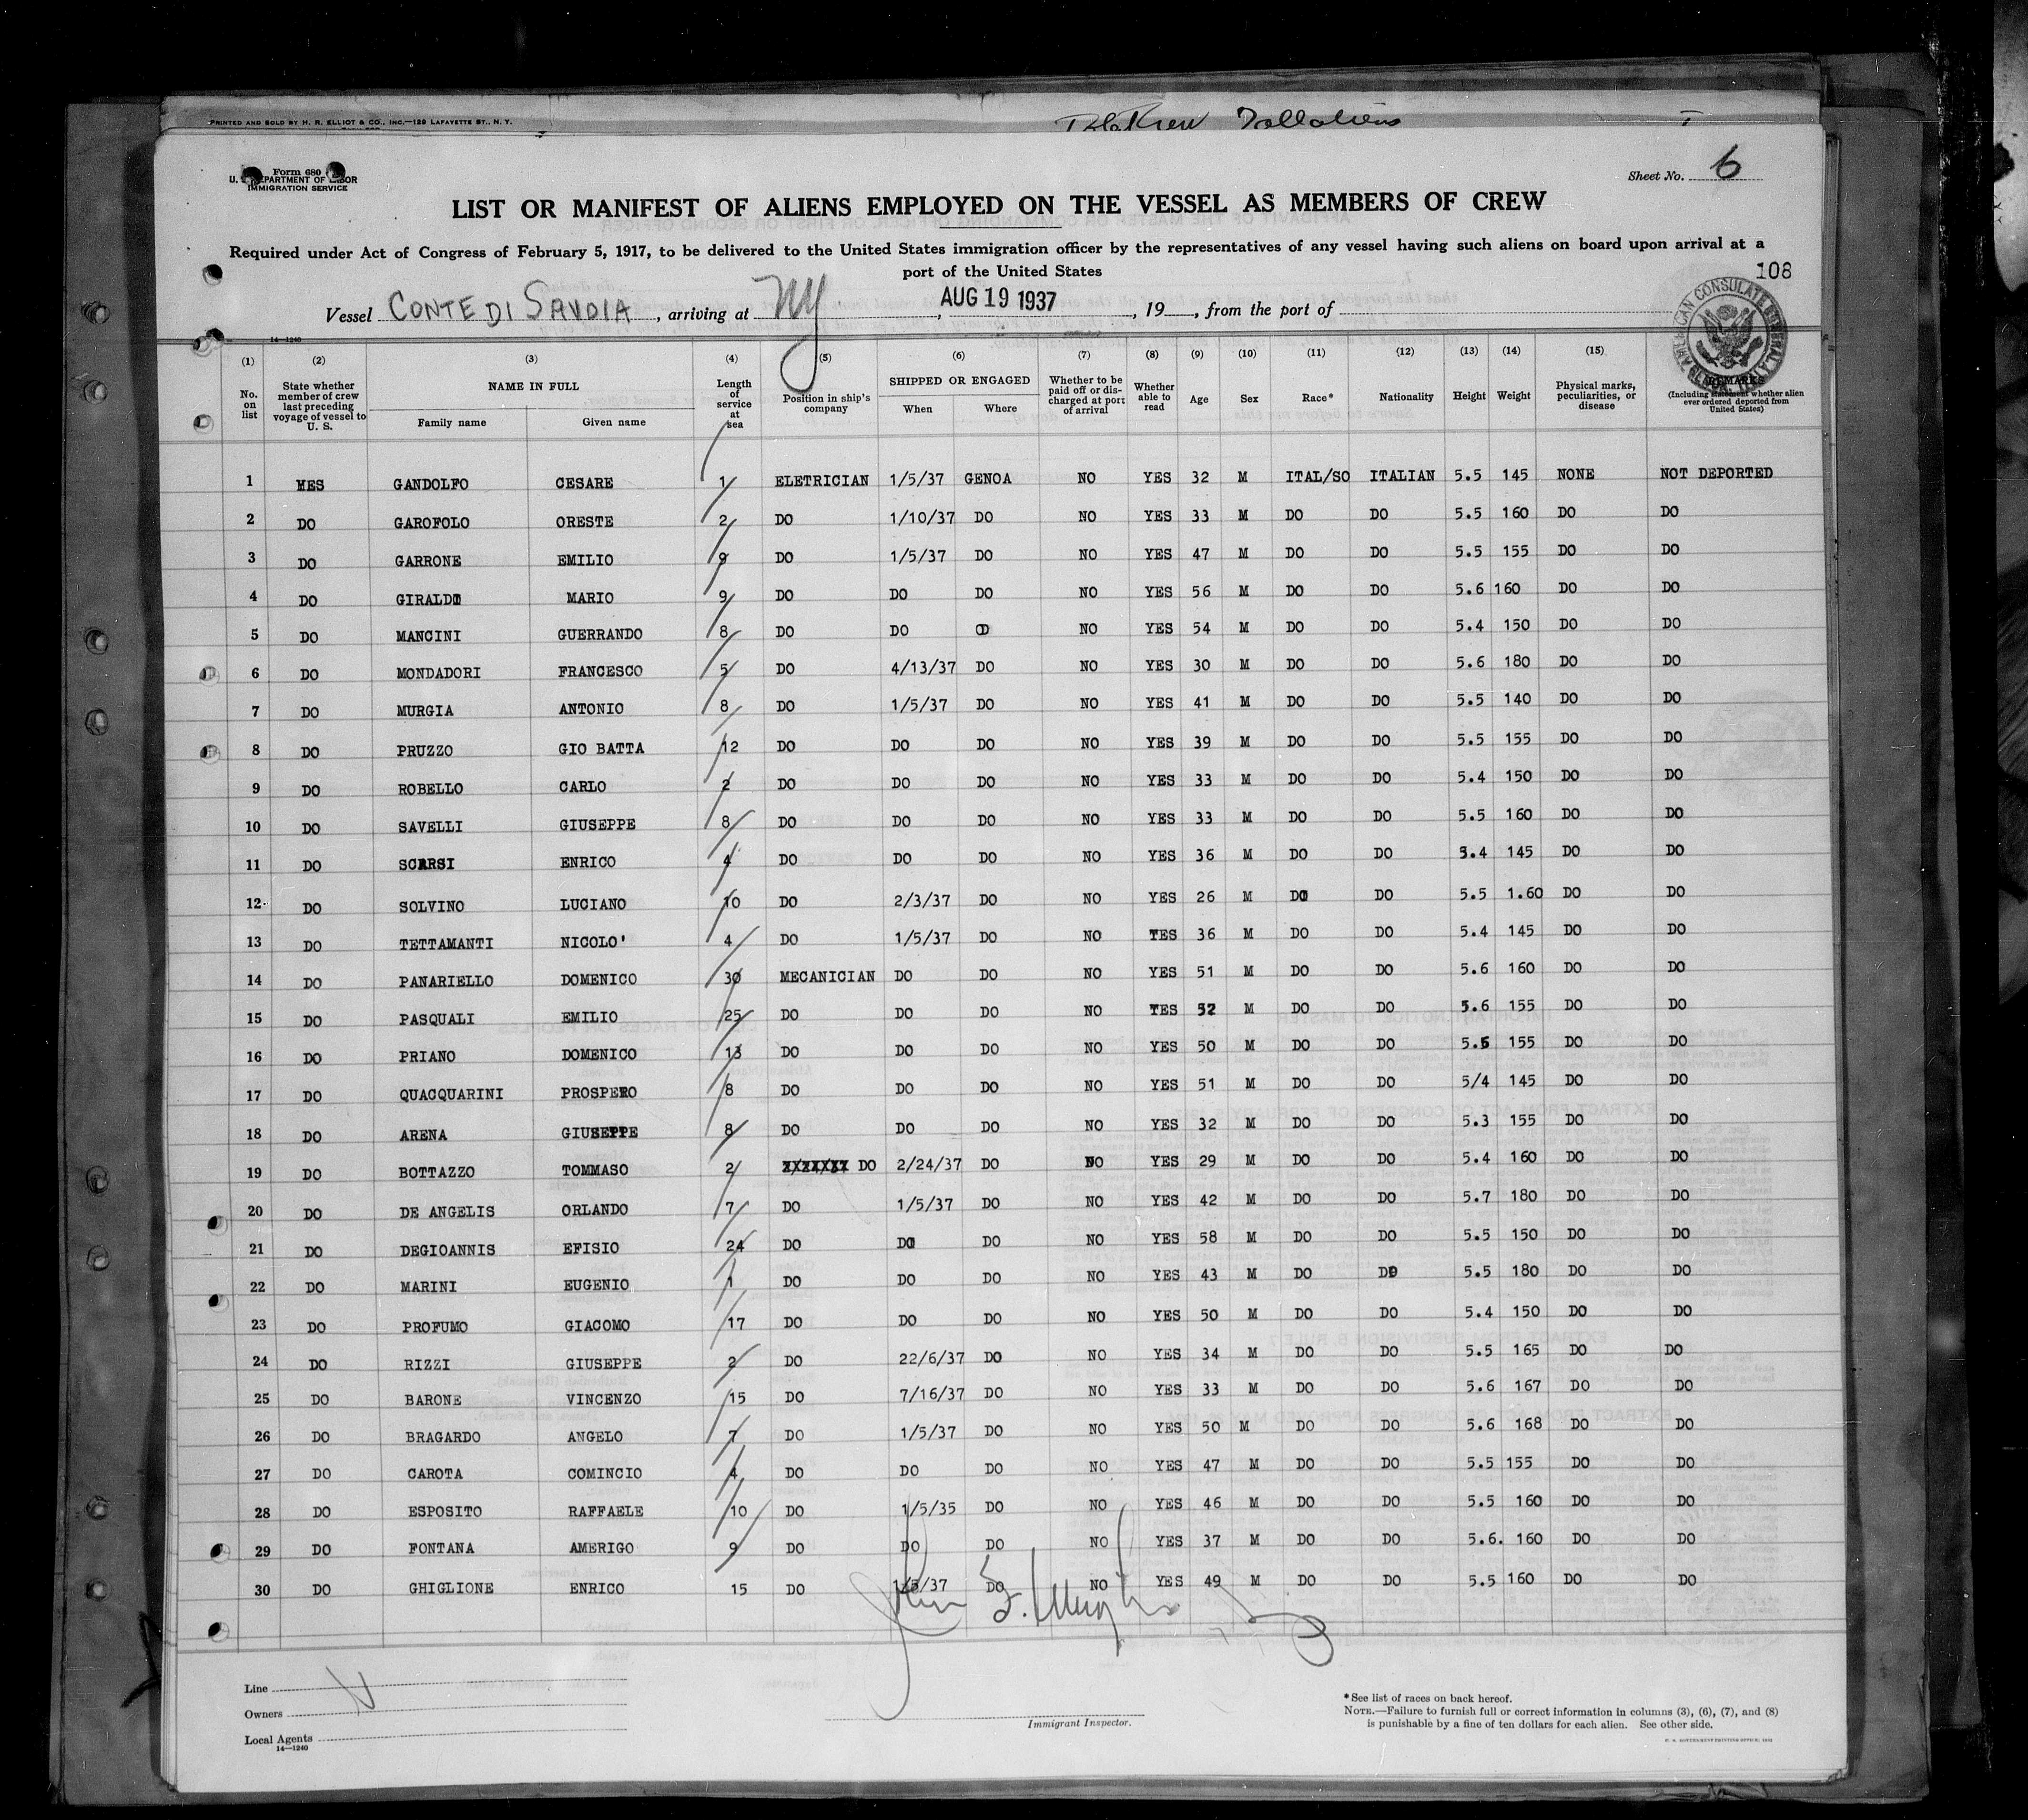 PRINTED AND SOLD BY H. R. ELLIOT & CO., INC.—129 LAFAYETTE ST., N. Y.
Form 680
U. S. DEPARTMENT OF LABOR
IMMIGRATION SERVICE
Sheet No. 6
LIST OR MANIFEST OF ALIENS EMPLOYED ON THE VESSEL AS MEMBERS OF CREW
Required under Act of Congress of February 5, 1917, to be delivered to the United States immigration officer by the representatives of any vessel having such aliens on board upon arrival at a
port of the United States
108
Vessel CONTE DI SAVOIA, arriving at NY, AUG 19 1937, 19, from the port of
AMERICAN CONSULATE GENERAL
14—1240
(1) (2) (3) (4) (5) (6) (7) (8) (9) (10) (11) (12) (13) (14) (15)
No. on list State whether member of crew last preceding voyage of vessel to U. S. NAME IN FULL Family name Given name Length of service at sea Position in ship's company SHIPPED OR ENGAGED When Where Whether to be paid off or discharged at port of arrival Whether able to read Age Sex Race* Nationality Height Weight Physical marks, peculiarities, or disease REMARKS (Including statement whether alien ever ordered deported from United States)
1 MES GANDOLFO CESARE 1 ELETRICIAN 1/5/37 GENOA NO YES 32 M ITAL/SO ITALIAN 5.5 145 NONE NOT DEPORTED
2 DO GAROFOLO ORESTE 2 DO 1/10/37 DO NO YES 33 M DO DO 5.5 160 DO DO
3 DO GARRONE EMILIO 9 DO 1/5/37 DO NO YES 47 M DO DO 5.5 155 DO DO
4 DO GIRALDI MARIO 9 DO DO DO NO YES 56 M DO DO 5.6 160 DO DO
5 DO MANCINI GUERRANDO 8 DO DO OD NO YES 54 M DO DO 5.4 150 DO DO
6 DO MONDADORI FRANCESCO 5 DO 4/13/37 DO NO YES 30 M DO DO 5.6 180 DO DO
7 DO MURGIA ANTONIO 8 DO 1/5/37 DO NO YES 41 M DO DO 5.5 140 DO DO
8 DO PRUZZO GIO BATTA 12 DO DO DO NO YES 39 M DO DO 5.5 155 DO DO
9 DO ROBELLO CARLO 2 DO DO DO NO YES 33 M DO DO 5.4 150 DO DO
10 DO SAVELLI GIUSEPPE 8 DO DO DO NO YES 33 M DO DO 5.5 160 DO DO
11 DO SCARSI ENRICO 4 DO DO DO NO YES 36 M DO DO 5.4 145 DO DO
12 DO SOLVINO LUCIANO 10 DO 2/3/37 DO NO YES 26 M DO DO 5.5 1.60 DO DO
13 DO TETTAMANTI NICOLO' 4 DO 1/5/37 DO NO TES 36 M DO DO 5.4 145 DO DO
14 DO PANARIELLO DOMENICO 30 MECANICIAN DO DO NO YES 51 M DO DO 5.6 160 DO DO
15 DO PASQUALI EMILIO 25 DO DO DO NO TES 52 M DO DO 5.6 155 DO DO
16 DO PRIANO DOMENICO 13 DO DO DO NO YES 50 M DO DO 5.5 155 DO DO
17 DO QUACQUARINI PROSPERO 8 DO DO DO NO YES 51 M DO DO 5/4 145 DO DO
18 DO ARENA GIUSEPPE 8 DO DO DO NO YES 32 M DO DO 5.3 155 DO DO
19 DO BOTTAZZO TOMMASO 2 DO 2/24/37 DO NO YES 29 M DO DO 5.4 160 DO DO
20 DO DE ANGELIS ORLANDO 7 DO 1/5/37 DO NO YES 42 M DO DO 5.7 180 DO DO
21 DO DEGIOANNIS EFISIO 24 DO DO DO NO YES 58 M DO DO 5.5 150 DO DO
22 DO MARINI EUGENIO 1 DO DO DO NO YES 43 M DO DO 5.5 180 DO DO
23 DO PROFUMO GIACOMO 17 DO DO DO NO YES 50 M DO DO 5.4 150 DO DO
24 DO RIZZI GIUSEPPE 2 DO 22/6/37 DO NO YES 34 M DO DO 5.5 165 DO DO
25 DO BARONE VINCENZO 15 DO 7/16/37 DO NO YES 33 M DO DO 5.6 167 DO DO
26 DO BRAGARDO ANGELO 7 DO 1/5/37 DO NO YES 50 M DO DO 5.6 168 DO DO
27 DO CAROTA COMINCIO 4 DO DO DO NO YES 47 M DO DO 5.5 155 DO DO
28 DO ESPOSITO RAFFAELE 10 DO 1/5/35 DO NO YES 46 M DO DO 5.5 160 DO DO
29 DO FONTANA AMERIGO 9 DO DO DO NO YES 37 M DO DO 5.6. 160 DO DO
30 DO GHIGLIONE ENRICO 15 DO 1/5/37 DO NO YES 49 M DO DO 5.5 160 DO DO
Line
Owners
Local Agents
14—1240
Immigrant Inspector.
*See list of races on back hereof.
NOTE.—Failure to furnish full or correct information in columns (3), (6), (7), and (8)
is punishable by a fine of ten dollars for each alien. See other side.